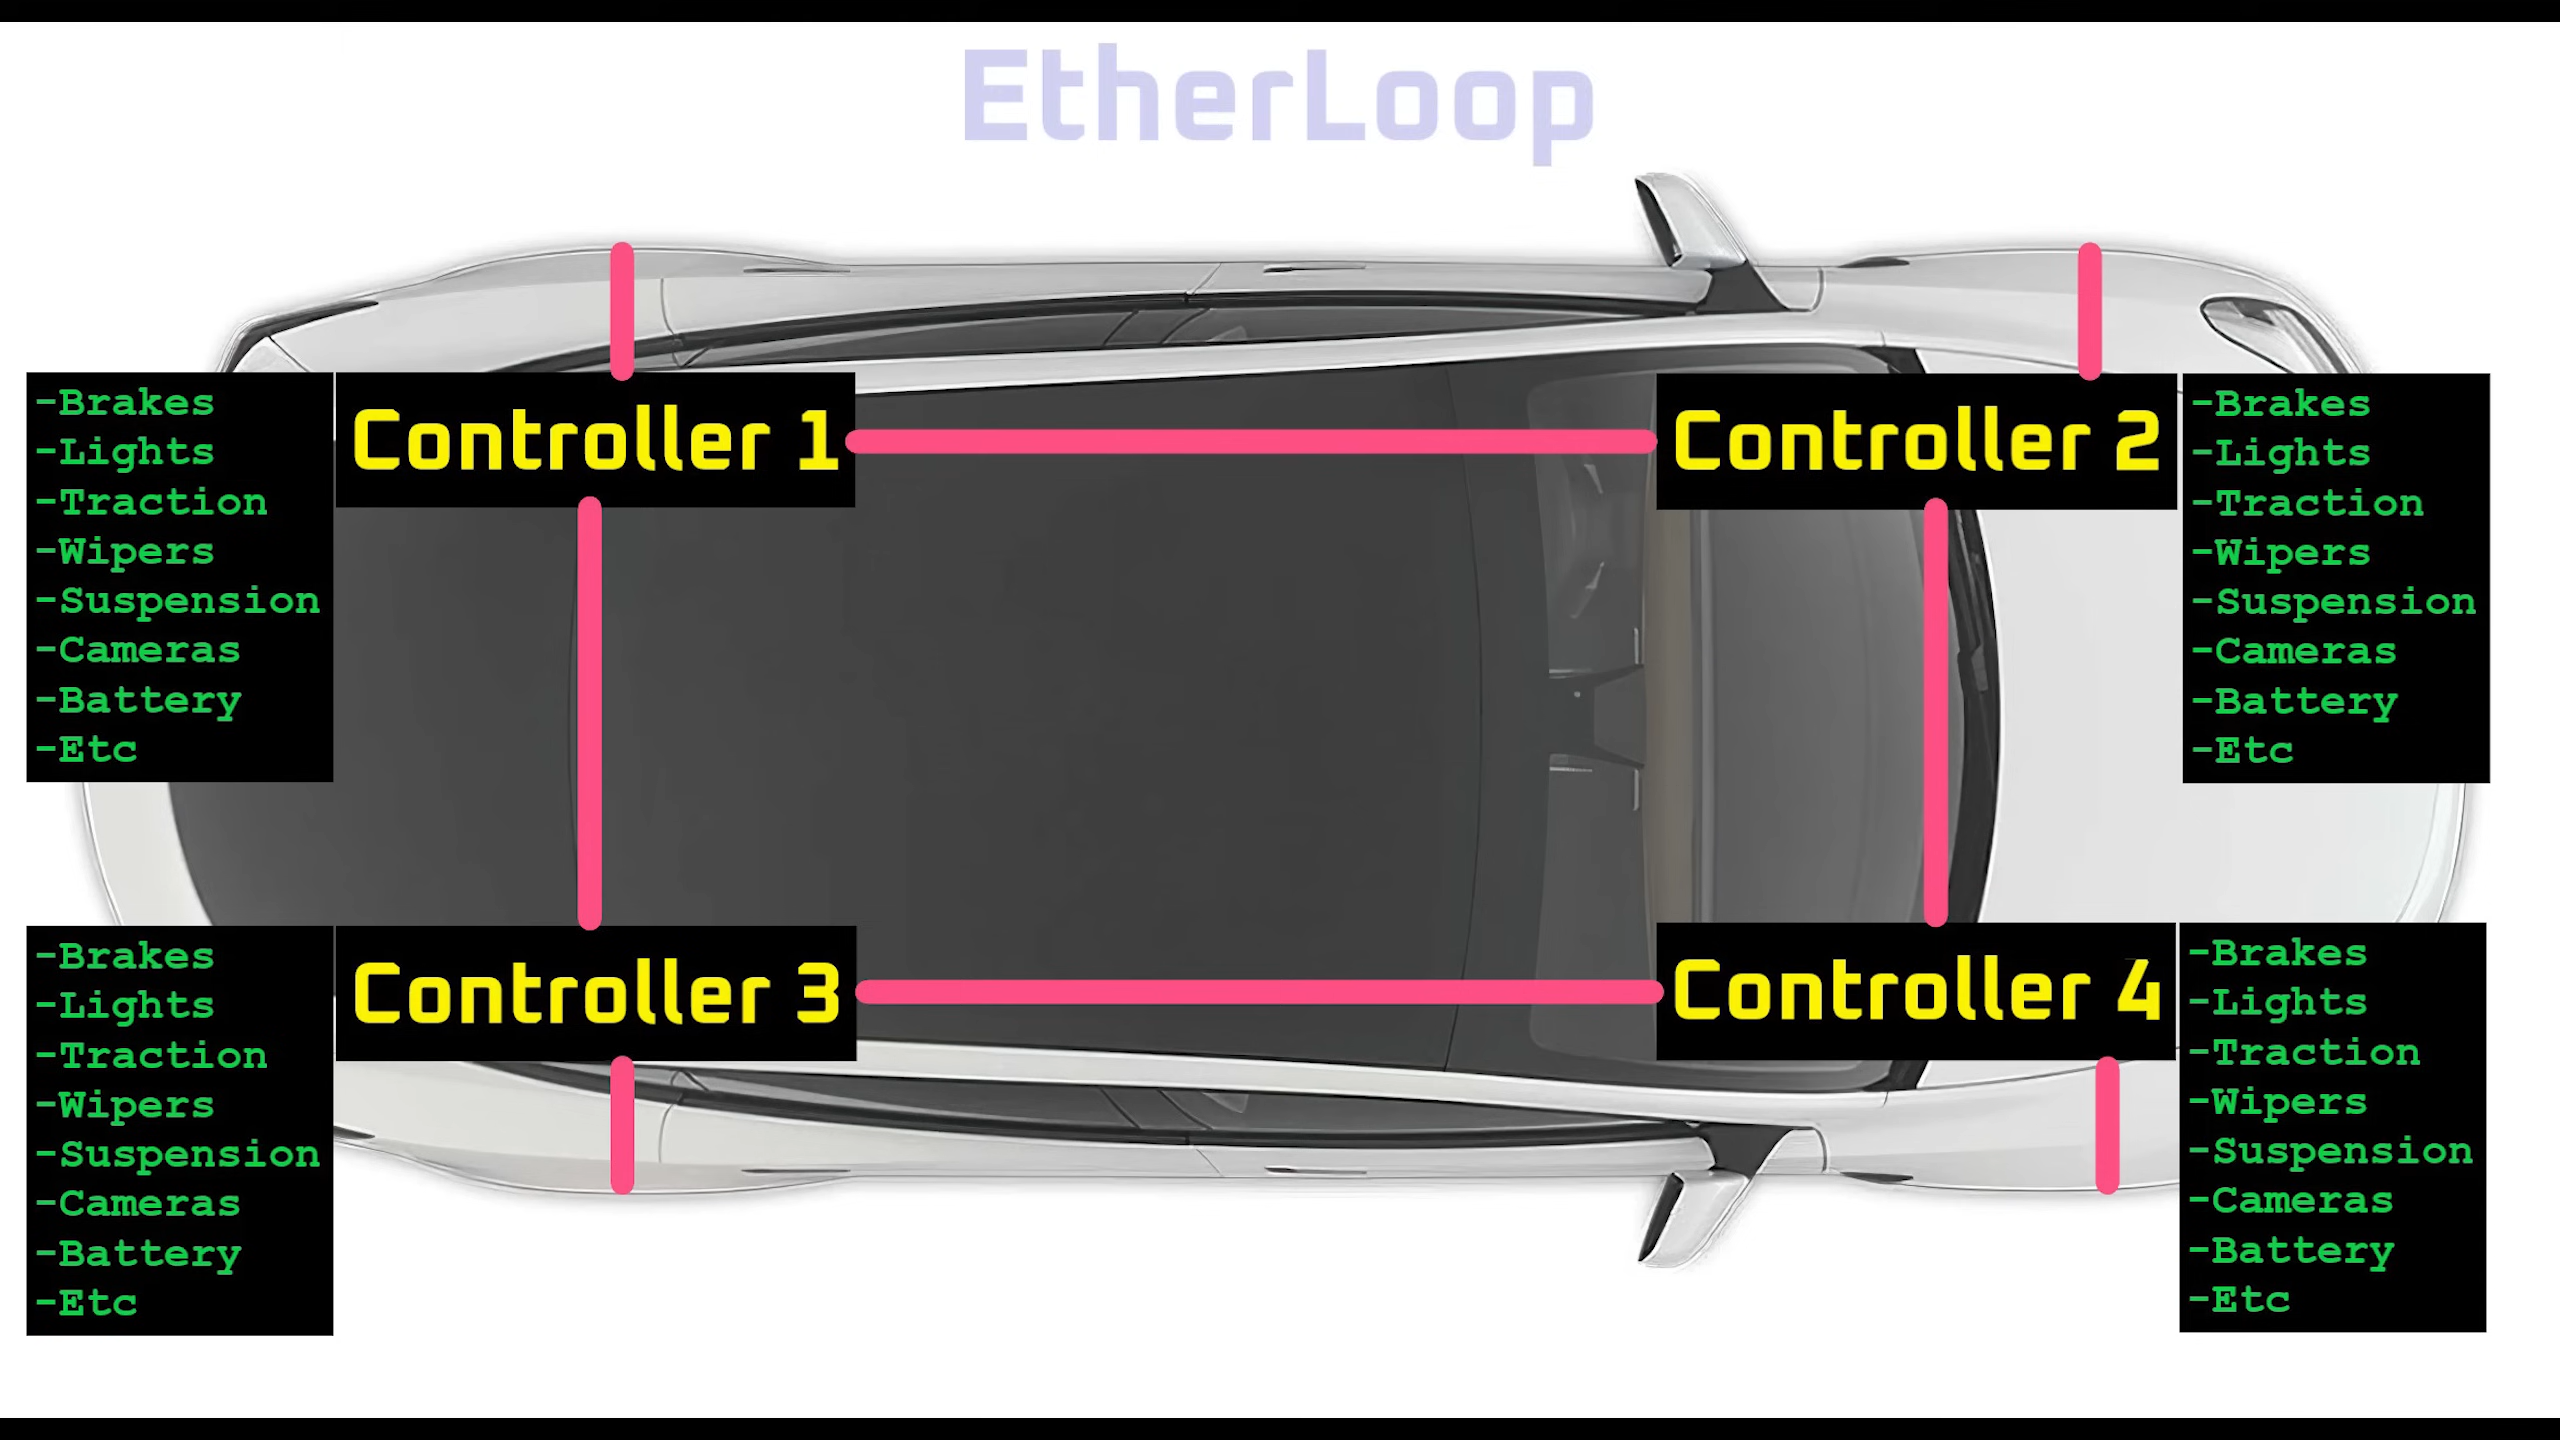 EtherLoop
-Brakes
-Lights
-Traction
-Wipers
-Suspension
-Cameras
-Battery
-Etc
Controller 1
Controller 2
-Brakes
-Lights
-Traction
-Wipers
-Suspension
-Cameras
-Battery
-Etc
-Brakes
-Lights
-Traction
-Wipers
-Suspension
-Cameras
-Battery
-Etc
Controller 3
Controller 4
-Brakes
-Lights
-Traction
-Wipers
-Suspension
-Cameras
-Battery
-Etc